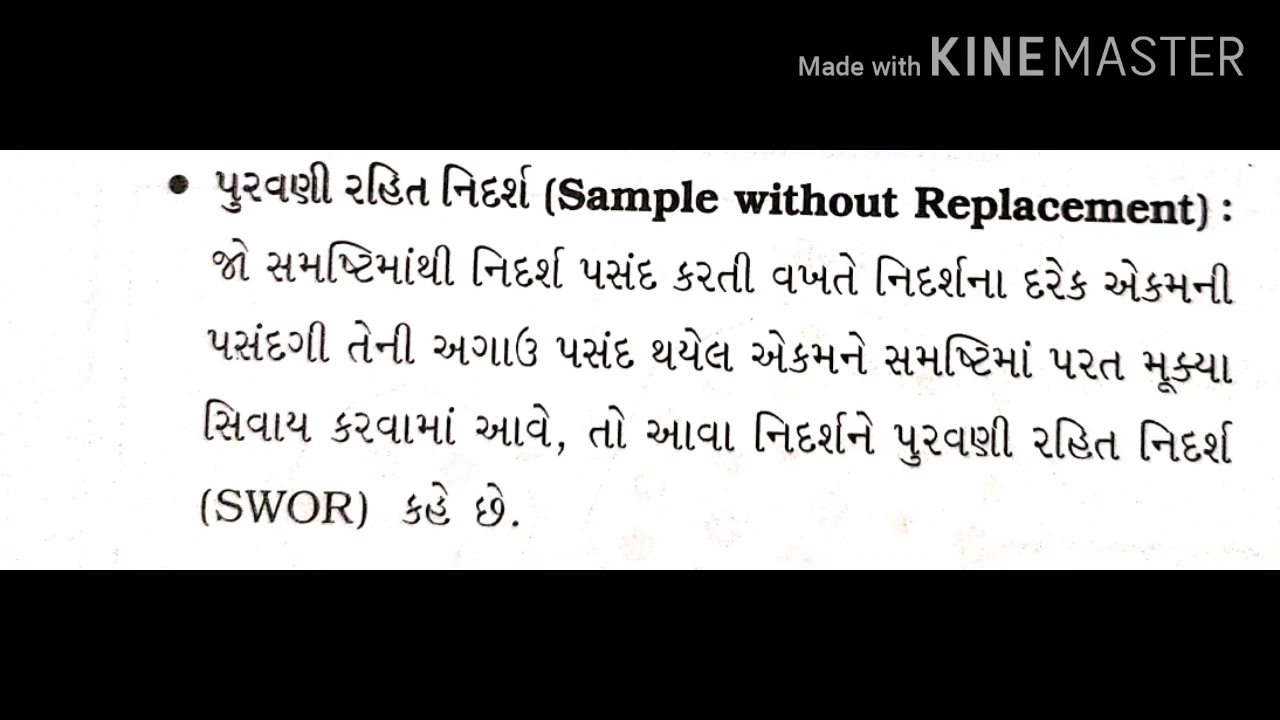 Made with KINEMASTER
• પુરવણી રહિત નિદર્શ (Sample without Replacement) :
જો સમષ્ટિમાંથી નિદર્શ પસંદ કરતી વખતે નિદર્શના દરેક એકમની
પસંદગી તેની અગાઉ પસંદ થયેલ એકમને સમષ્ટિમાં પરત મૂક્યા
સિવાય કરવામાં આવે, તો આવા નિદર્શને પુરવણી રહિત નિદર્શ
(SWOR) કહે છે.